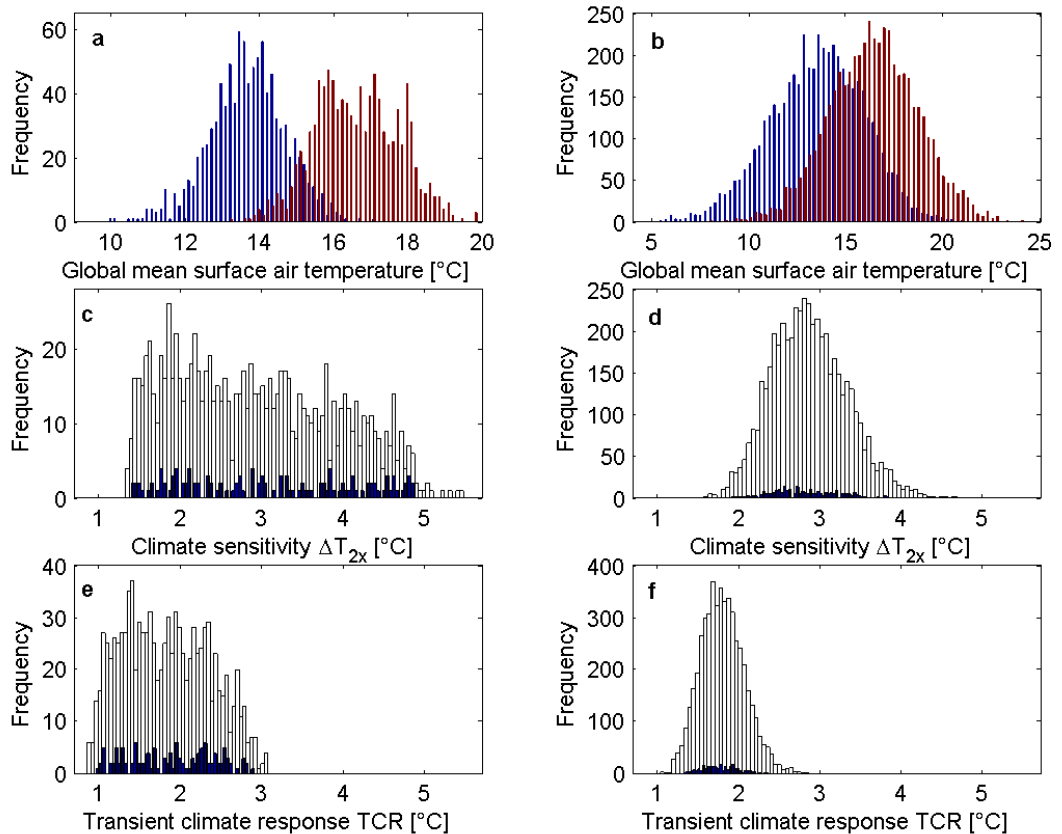 a
60
40
20
0
Frequency
10 12 14 16 18 20
Global mean surface air temperature [°C]
b
250
200
150
100
50
0
Frequency
5 10 15 20 25
Global mean surface air temperature [°C]
c
30
20
10
0
Frequency
1 2 3 4 5
Climate sensitivity ΔT2x [°C]
d
250
200
150
100
50
0
Frequency
1 2 3 4 5
Climate sensitivity ΔT2x [°C]
e
40
30
20
10
0
Frequency
1 2 3 4 5
Transient climate response TCR [°C]
f
400
300
200
100
0
Frequency
1 2 3 4 5
Transient climate response TCR [°C]